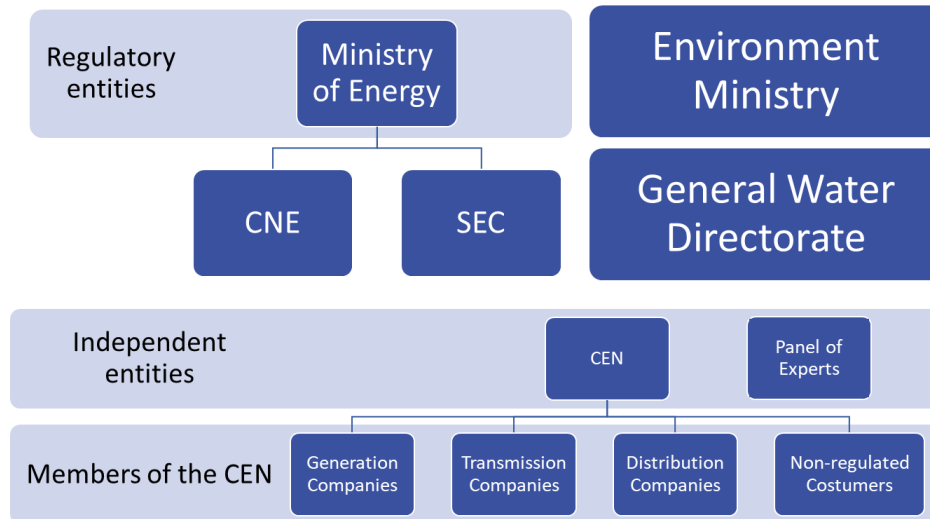 Regulatory
entities
Ministry
of Energy
Environment
Ministry
CNE
SEC
General Water
Directorate
Independent
entities
CEN
Panel of
Experts
Members of the CEN
Generation
Companies
Transmission
Companies
Distribution
Companies
Non-regulated
Costumers